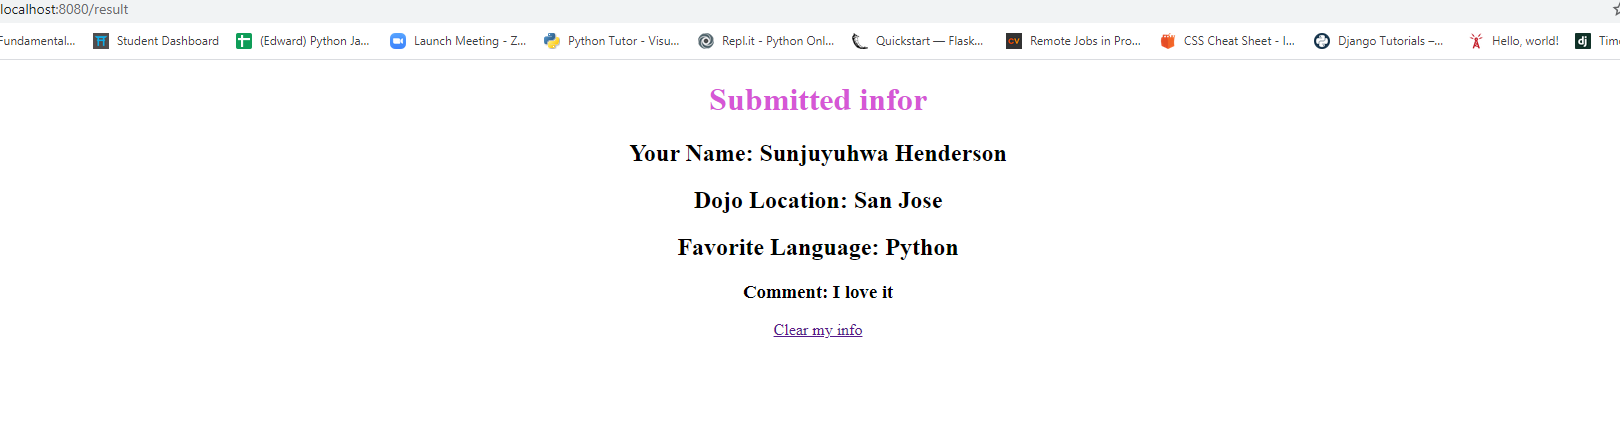 localhost:8080/result
Fundamental... Student Dashboard (Edward) Python Ja... Launch Meeting - Z... Python Tutor - Visu... Repl.it - Python Onl... Quickstart — Flask... CV Remote Jobs in Pro... CSS Cheat Sheet - I... Django Tutorials –... Hello, world! dj Tim
Submitted infor
Your Name: Sunjuyuhwa Henderson
Dojo Location: San Jose
Favorite Language: Python
Comment: I love it
Clear my info